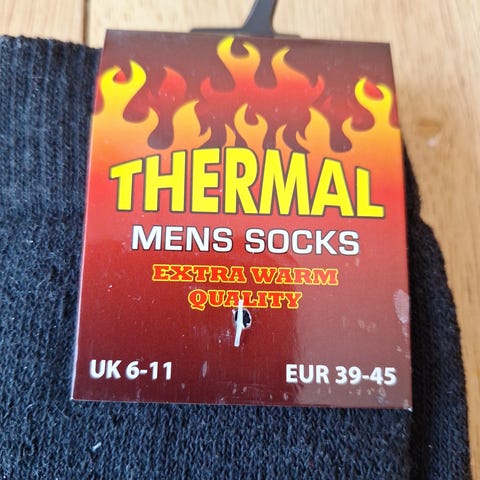 THERMAL
MENS SOCKS
EXTRA WARM
QUALITY
UK 6-11 EUR 39-45